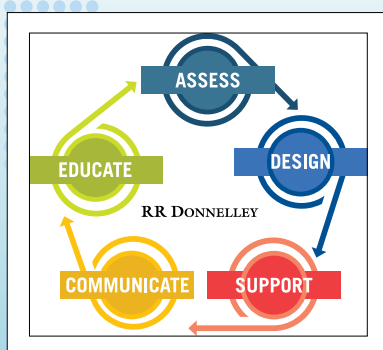 ASSESS
DESIGN
SUPPORT
COMMUNICATE
EDUCATE
RR DONNELLEY